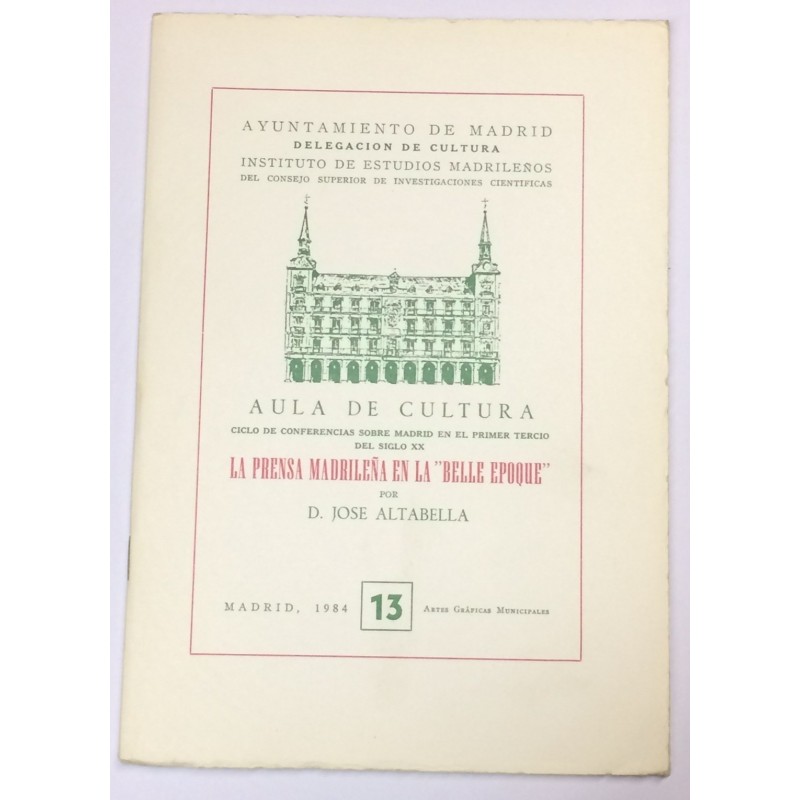 AYUNTAMIENTO DE MADRID
DELEGACION DE CULTURA
INSTITUTO DE ESTUDIOS MADRILEÑOS
DEL CONSEJO SUPERIOR DE INVESTIGACIONES CIENTIFICAS
AULA DE CULTURA
CICLO DE CONFERENCIAS SOBRE MADRID EN EL PRIMER TERCIO
DEL SIGLO XX
LA PRENSA MADRILEÑA EN LA "BELLE EPOQUE"
POR
D. JOSE ALTABELLA
MADRID, 1984 13 ARTES GRÁFICAS MUNICIPALES